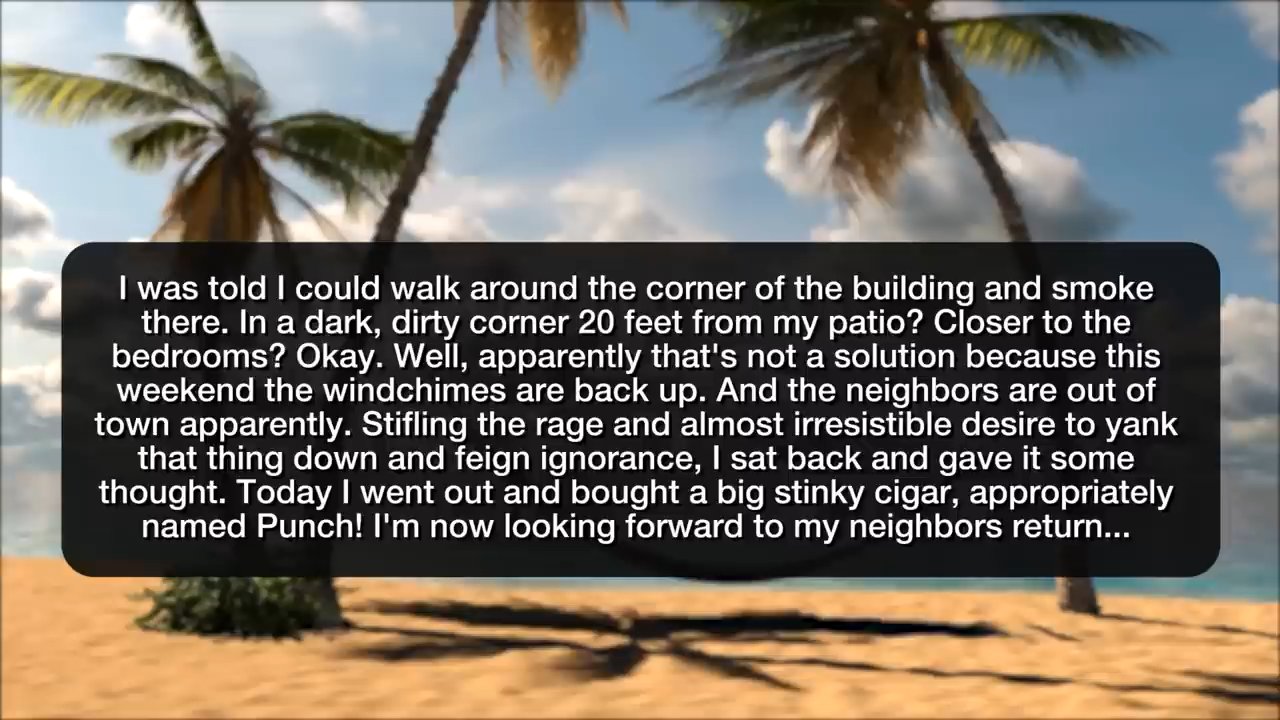 I was told I could walk around the corner of the building and smoke
there. In a dark, dirty corner 20 feet from my patio? Closer to the
bedrooms? Okay. Well, apparently that's not a solution because this
weekend the windchimes are back up. And the neighbors are out of
town apparently. Stifling the rage and almost irresistible desire to yank
that thing down and feign ignorance, I sat back and gave it some
thought. Today I went out and bought a big stinky cigar, appropriately
named Punch! I'm now looking forward to my neighbors return...